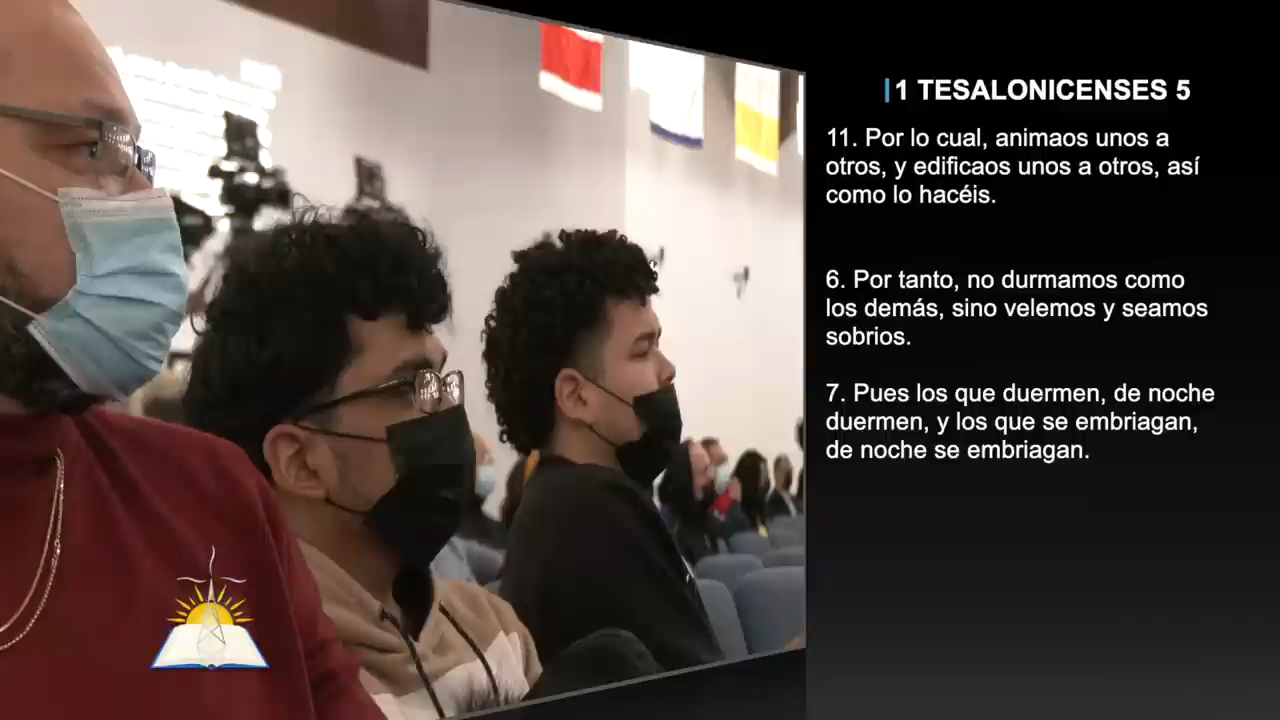 1 TESALONICENSES 5
11. Por lo cual, animaos unos a
otros, y edificaos unos a otros, así
como lo hacéis.
6. Por tanto, no durmamos como
los demás, sino velemos y seamos
sobrios.
7. Pues los que duermen, de noche
duermen, y los que se embriagan,
de noche se embriagan.